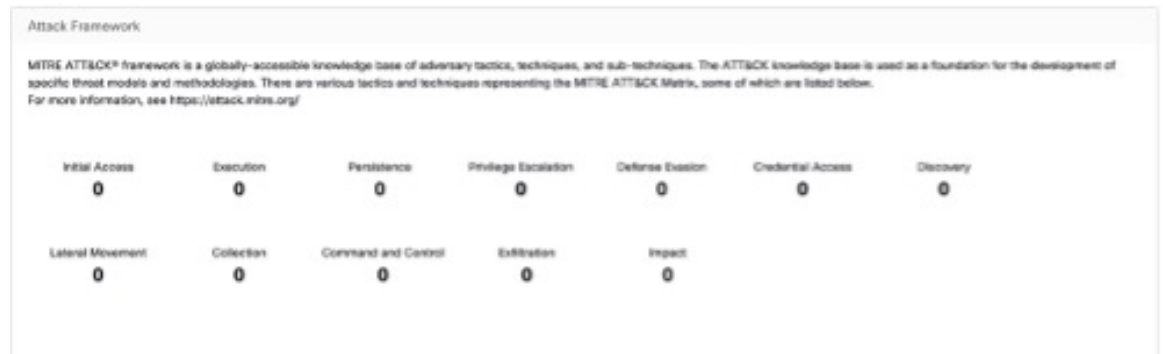 Attack Framework
MITRE ATT&CK® framework is a globally-accessible knowledge base of adversary tactics, techniques, and sub-techniques. The ATT&CK knowledge base is used as a foundation for the development of
specific threat models and methodologies. There are various tactics and techniques representing the MITRE ATT&CK Matrix, some of which are listed below.
For more information, see https://attack.mitre.org/
Initial Access Execution Persistence Privilege Escalation Defense Evasion Credential Access Discovery
0 0 0 0 0 0 0
Lateral Movement Collection Command and Control Exfiltration Impact
0 0 0 0 0